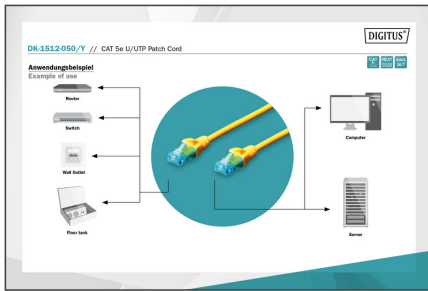 DIGITUS®
DK-1512-050/Y // CAT 5e U/UTP Patch Cord
Anwendungsbeispiel
Example of use
Router
Switch
Wall Outlet
Floor tank
Computer
Server